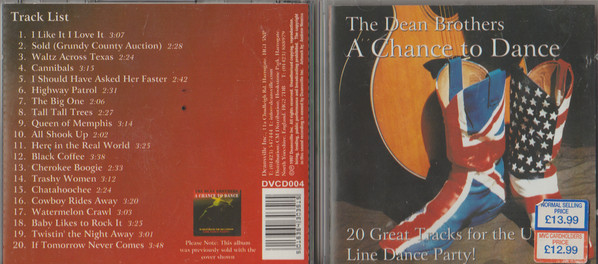 Track List
1. I Like It I Love It 3:07
2. Sold (Grundy County Auction) 2:28
3. Waltz Across Texas 2:24
4. Cannibals 3:15
5. I Should Have Asked Her Faster 2:42
6. Highway Patrol 2:31
7. The Big One 2:06
8. Tall Tall Trees 2:27
9. Queen of Memphis 3:14
10. All Shook Up 2:02
11. Here in the Real World 3:25
12. Black Coffee 3:38
13. Cherokee Boogie 2:33
14. Trashy Women 3:12
15. Chatahoochee 2:24
16. Cowboy Rides Away 3:20
17. Watermelon Crawl 3:03
18. Baby Likes to Rock It 3:25
19. Twistin' the Night Away 3:01
20. If Tomorrow Never Comes 3:48
A CHANCE TO DANCE
Please Note: This album
was previously sold with the
cover shown
DVCD004
The Dean Brothers
A Chance to Dance
20 Great Tracks for the U
Line Dance Party!
NORMAL SELLING
PRICE
£13.99
MVC CARDHOLDERS
PRICE
£12.99